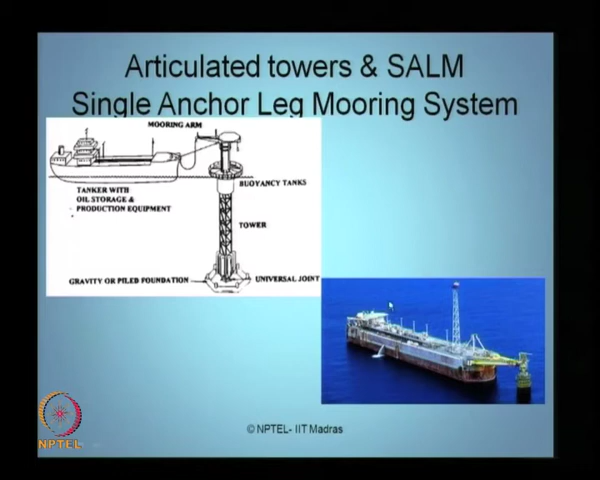 Articulated towers & SALM
Single Anchor Leg Mooring System
MOORING ARM
BUOYANCY TANKS
TANKER WITH
OIL STORAGE &
PRODUCTION EQUIPMENT
TOWER
GRAVITY OR PILED FOUNDATION
UNIVERSAL JOINT
NPTEL
© NPTEL- IIT Madras